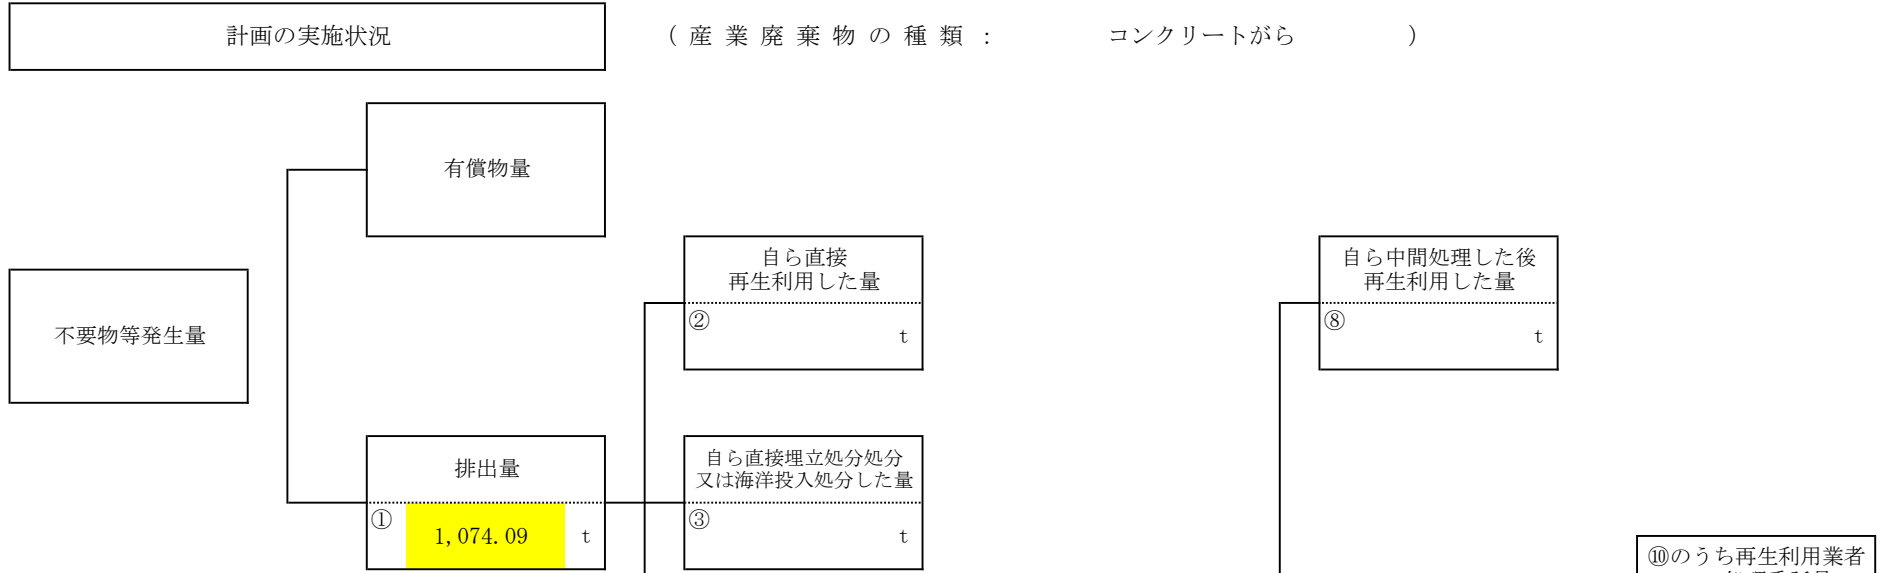 計画の実施状況
（産業廃棄物の種類： コンクリートがら ）
有償物量
自ら直接
再生利用した量
②
t
自ら中間処理した後
再生利用した量
⑧
t
不要物等発生量
排出量
①
1,074.09 t
自ら直接埋立処分処分
又は海洋投入処分した量
③
t
⑩のうち再生利用業者